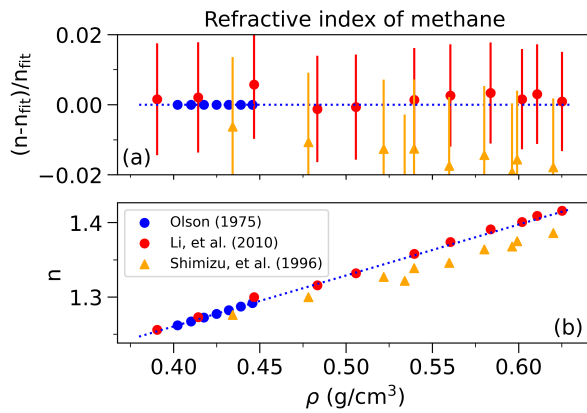 Refractive index of methane
(n-n_fit)/n_fit
0.02
0.00
−0.02
(a)
n
1.4
1.3
Olson (1975)
Li, et al. (2010)
Shimizu, et al. (1996)
(b)
0.40 0.45 0.50 0.55 0.60
ρ (g/cm³)